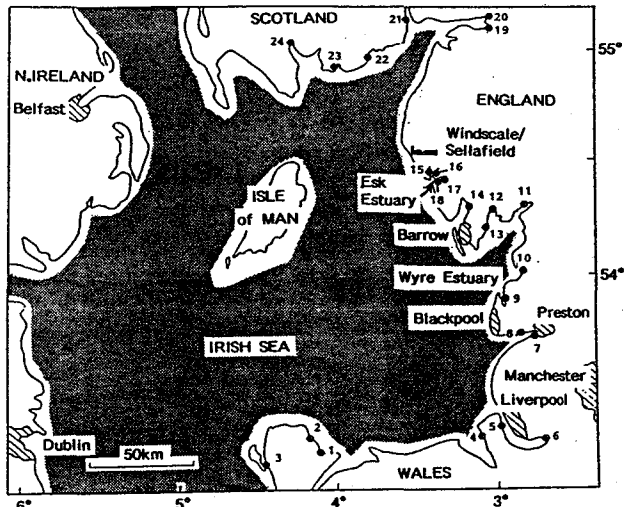 SCOTLAND
21
20
19
55°
24
23
22
N.IRELAND
Belfast
ENGLAND
Windscale/
Sellafield
15
16
17
18
Esk
Estuary
ISLE
of MAN
14
12
11
Barrow
13
10
54°
Wyre Estuary
9
Blackpool
Preston
8
7
IRISH SEA
Manchester
Liverpool
2
1
3
5
4
6
Dublin
50km
WALES
6°
5°
4°
3°